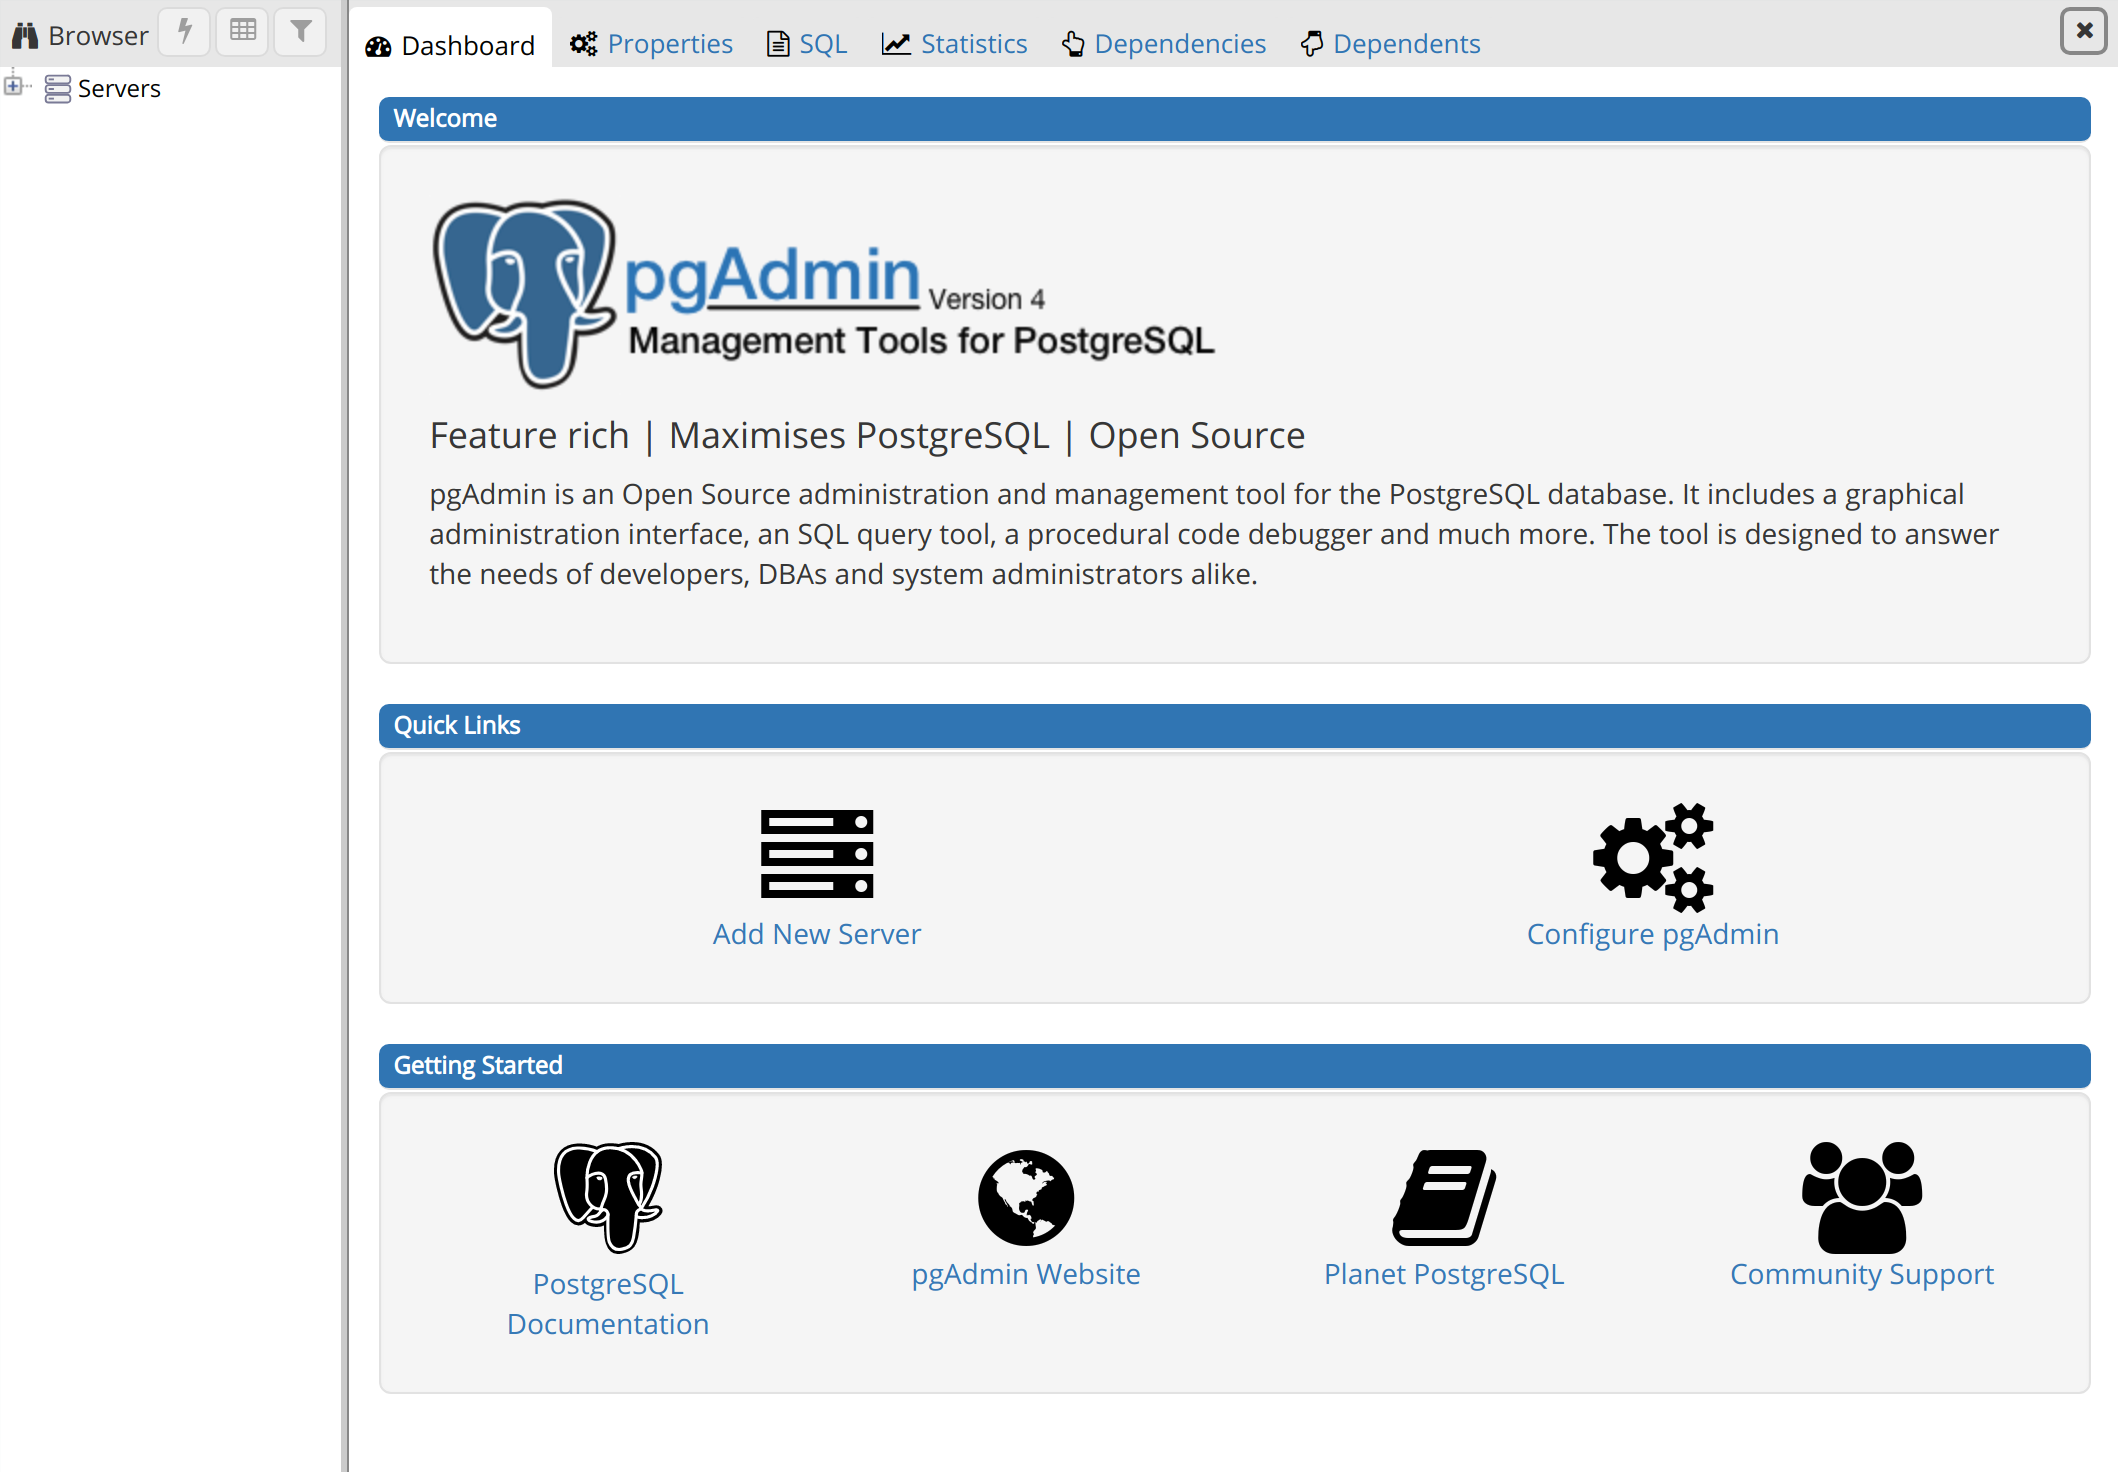 Browser
Dashboard
Properties
SQL
Statistics
Dependencies
Dependents
Servers
Welcome
pgAdmin Version 4
Management Tools for PostgreSQL
Feature rich | Maximises PostgreSQL | Open Source
pgAdmin is an Open Source administration and management tool for the PostgreSQL database. It includes a graphical
administration interface, an SQL query tool, a procedural code debugger and much more. The tool is designed to answer
the needs of developers, DBAs and system administrators alike.
Quick Links
Add New Server
Configure pgAdmin
Getting Started
PostgreSQL
Documentation
pgAdmin Website
Planet PostgreSQL
Community Support